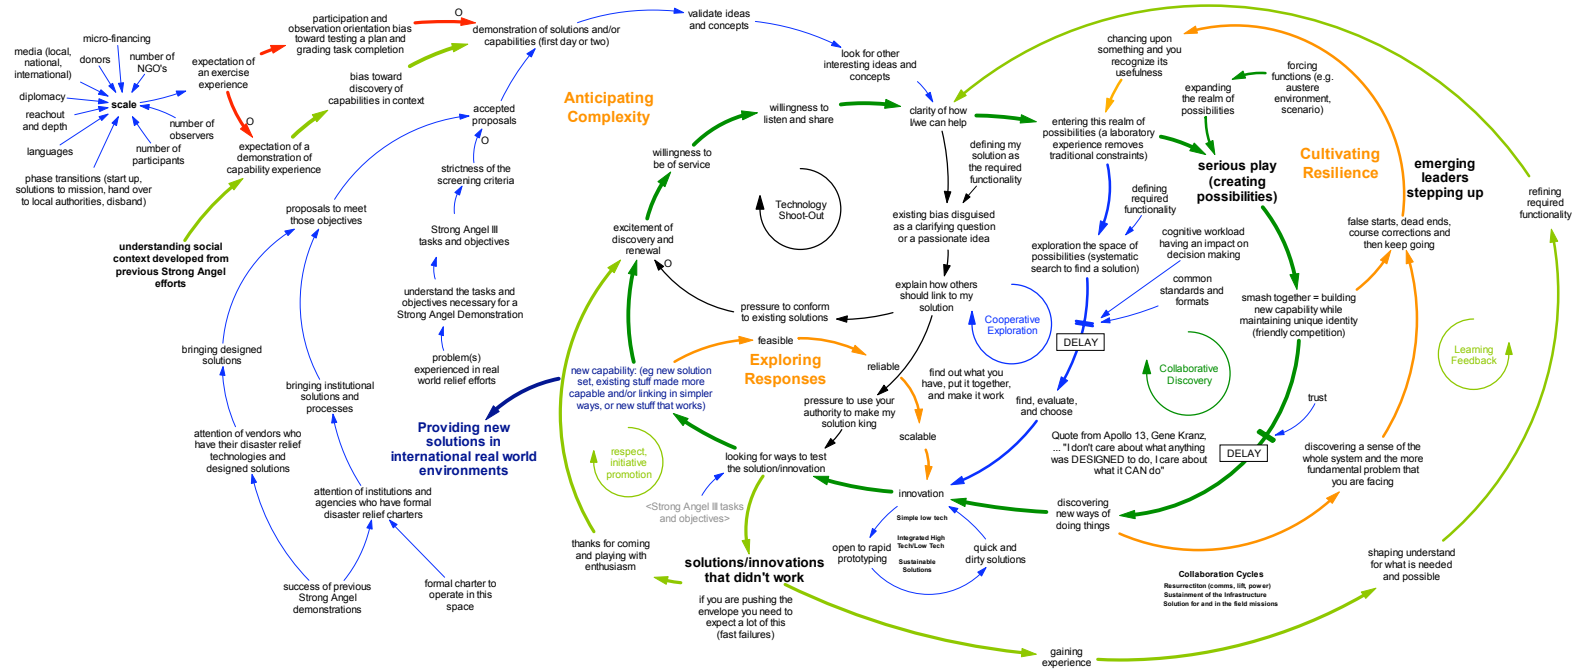 micro-financing
media (local,
national,
international)
donors
number of
NGO's
diplomacy
scale
reachout
and depth
languages
number of
observers
number of
participants
phase transitions (start up,
solutions to mission, hand over
to local authorities, disband)
expectation of
an exercise
experience
participation and
observation orientation bias
toward testing a plan and
grading task completion
O
O
bias toward
discovery of
capabilities in context
expectation of a
demonstration of
capability experience
understanding social
context developed from
previous Strong Angel
efforts
demonstration of solutions and/or
capabilities (first day or two)
accepted
proposals
O
strictness of the
screening criteria
proposals to meet
those objectives
Strong Angel III
tasks and objectives
understand the tasks and
objectives necessary for a
Strong Angel Demonstration
problem(s)
experienced in real
world relief efforts
bringing designed
solutions
bringing institutional
solutions and
processes
attention of vendors who
have their disaster relief
technologies and
designed solutions
attention of institutions and
agencies who have formal
disaster relief charters
success of previous
Strong Angel
demonstrations
formal charter to
operate in this
space
validate ideas
and concepts
look for other
interesting ideas and
concepts
Anticipating
Complexity
willingness to
listen and share
clarity of how
I/we can help
willingness to
be of service
Technology
Shoot-Out
defining my
solution as
the required
functionality
existing bias disguised
as a clarifying question
or a passionate idea
excitement of
discovery and
renewal
O
explain how others
should link to my
solution
pressure to conform
to existing solutions
Cooperative
Exploration
feasible
Exploring
Responses
reliable
new capability: (eg new solution
set, existing stuff made more
capable and/or linking in simpler
ways, or new stuff that works)
Providing new
solutions in
international real world
environments
pressure to use your
authority to make my
solution king
find out what you
have, put it together,
and make it work
scalable
respect,
initiative
promotion
looking for ways to test
the solution/innovation
<Strong Angel III tasks
and objectives>
innovation
Simple low tech
Integrated High
Tech/Low Tech
Sustainable
Solutions
open to rapid
prototyping
quick and
dirty solutions
thanks for coming
and playing with
enthusiasm
solutions/innovations
that didn't work
if you are pushing the
envelope you need to
expect a lot of this
(fast failures)
gaining
experience
chancing upon
something and you
recognize its
usefulness
forcing
functions (e.g.
austere
environment,
scenario)
expanding
the realm of
possibilities
entering this realm of
possibilities (a laboratory
experience removes
traditional constraints)
serious play
(creating
possibilities)
Cultivating
Resilience
emerging
leaders
stepping up
refining
required
functionality
defining
required
functionality
false starts, dead ends,
course corrections and
then keep going
exploration the space of
possibilities (systematic
search to find a solution)
cognitive workload
having an impact on
decision making
common
standards and
formats
smash together = building
new capability while
maintaining unique identity
(friendly competition)
DELAY
Collaborative
Discovery
Learning
Feedback
find, evaluate,
and choose
trust
Quote from Apollo 13, Gene Kranz,
... "I don't care about what anything
was DESIGNED to do, I care about
what it CAN do"
DELAY
discovering a sense of the
whole system and the more
fundamental problem that
you are facing
discovering
new ways of
doing things
shaping understand
for what is needed
and possible
Collaboration Cycles
Resurrectiton (comms, lift, power)
Sustainment of the Infrastructure
Solution for and in the field missions